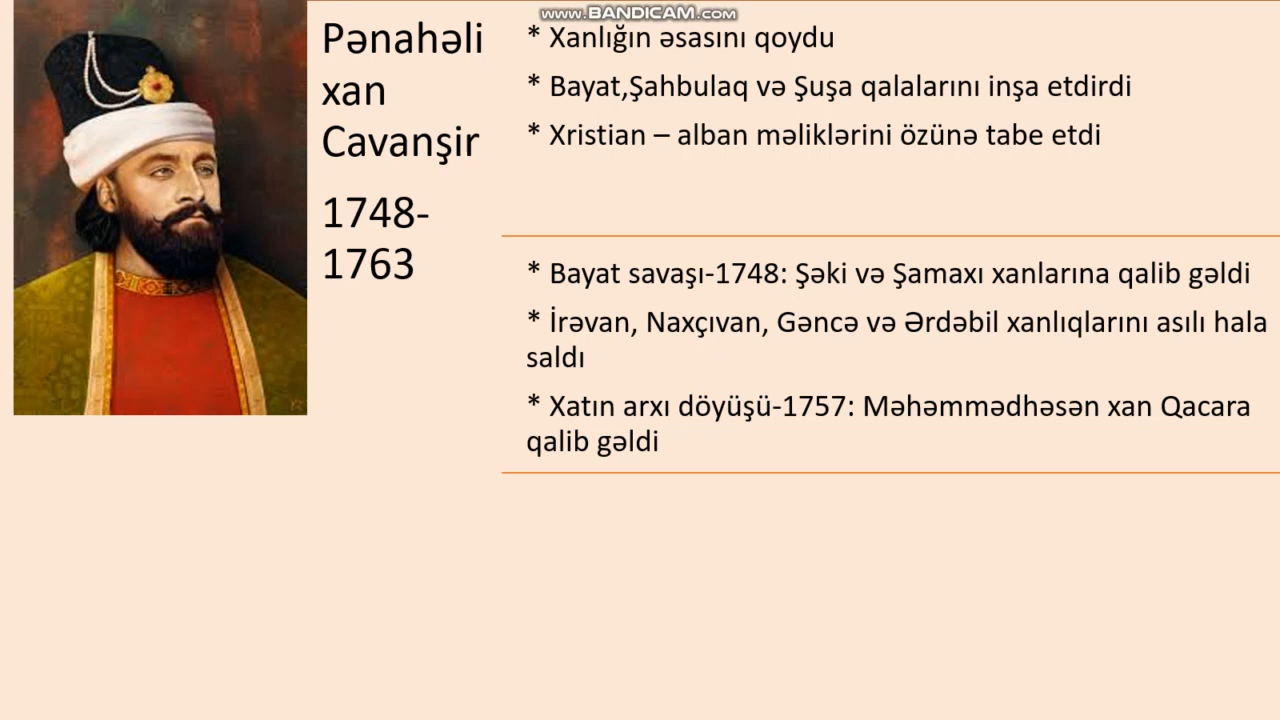 www.BANDICAM.com
Pənahəli
xan
Cavanşir
1748-
1763
* Xanlığın əsasını qoydu
* Bayat,Şahbulaq və Şuşa qalalarını inşa etdirdi
* Xristian – alban məliklərini özünə tabe etdi
* Bayat savaşı-1748: Şəki və Şamaxı xanlarına qalib gəldi
* İrəvan, Naxçıvan, Gəncə və Ərdəbil xanlıqlarını asılı hala
saldı
* Xatın arxı döyüşü-1757: Məhəmmədhəsən xan Qacara
qalib gəldi